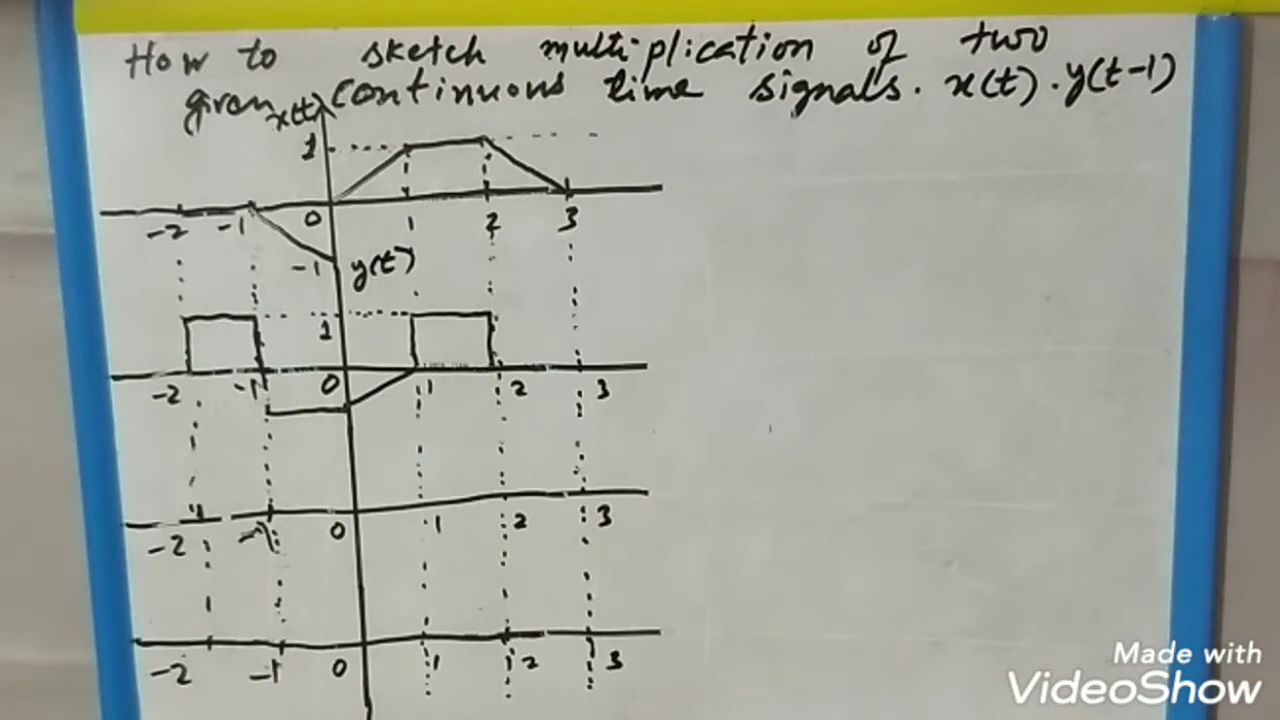 How to sketch multiplication of two
given continuous time signals. x(t).y(t-1)
x(t)
1
-2 -1 0 1 2 3
-1 y(t)
1
-2 -1 0 1 2 3
-2 -1 0 1 2 3
-2 -1 0 1 2 3
Made with
VideoShow